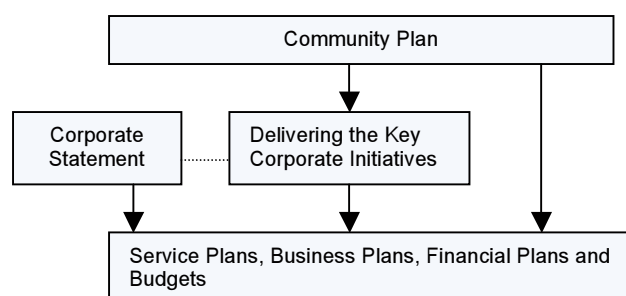 Community Plan
Corporate
Statement
Delivering the Key
Corporate Initiatives
Service Plans, Business Plans, Financial Plans and
Budgets